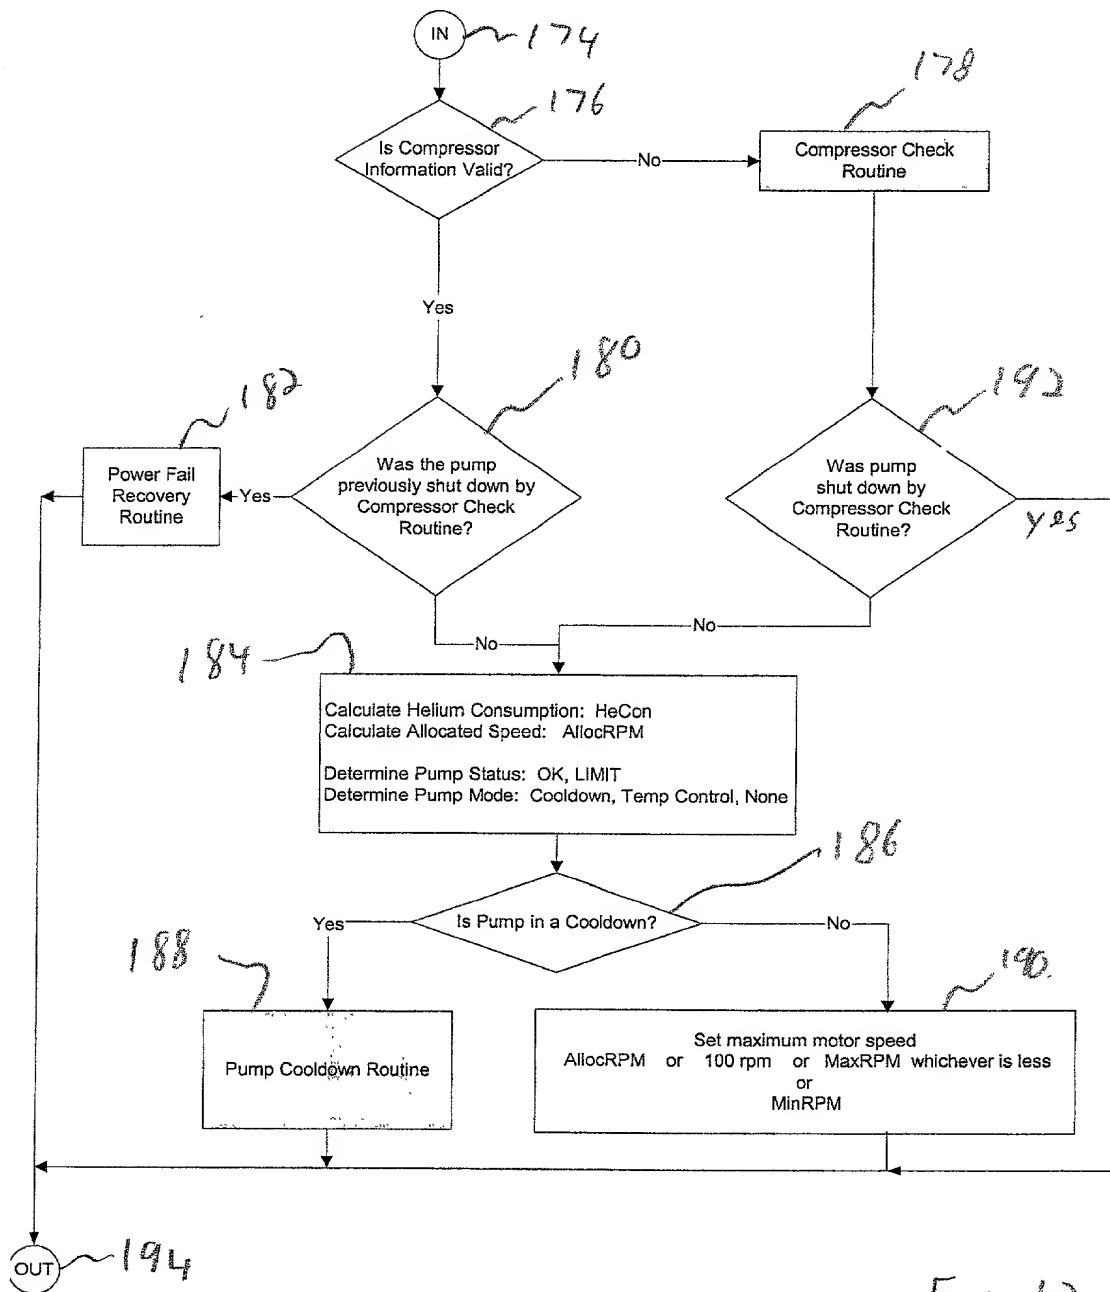 IN
174
176
178
Is Compressor
Information Valid?
No
Compressor Check
Routine
Yes
180
182
192
Power Fail
Recovery
Routine
Yes
Was the pump
previously shut down by
Compressor Check
Routine?
Was pump
shut down by
Compressor Check
Routine?
yes
No
No
184
Calculate Helium Consumption: HeCon
Calculate Allocated Speed: AllocRPM
Determine Pump Status: OK, LIMIT
Determine Pump Mode: Cooldown, Temp Control, None
186
Yes
Is Pump in a Cooldown?
No
188
190
Pump Cooldown Routine
Set maximum motor speed
AllocRPM or 100 rpm or MaxRPM whichever is less
or
MinRPM
OUT
194